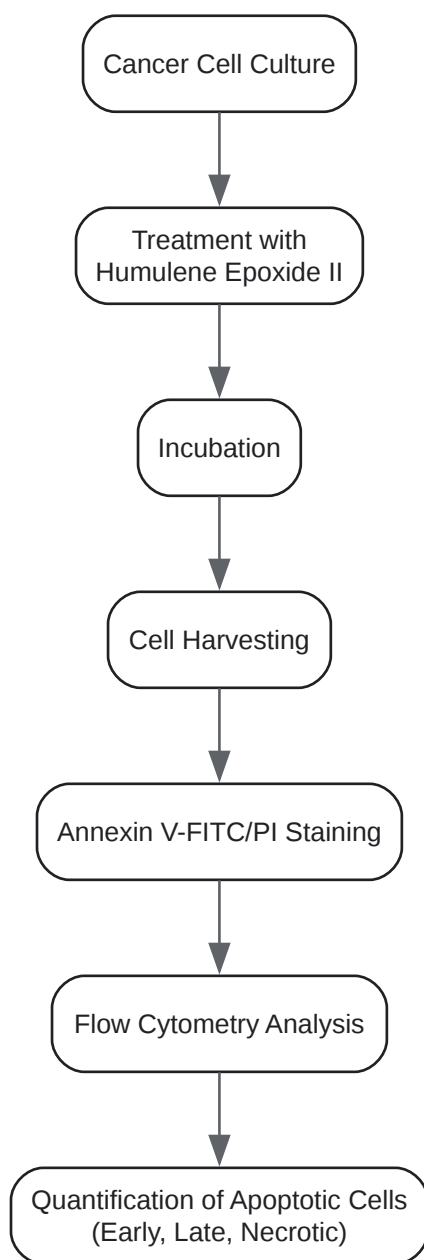 Cancer Cell Culture
Treatment with
Humulene Epoxide II
Incubation
Cell Harvesting
Annexin V-FITC/PI Staining
Flow Cytometry Analysis
Quantification of Apoptotic Cells
(Early, Late, Necrotic)